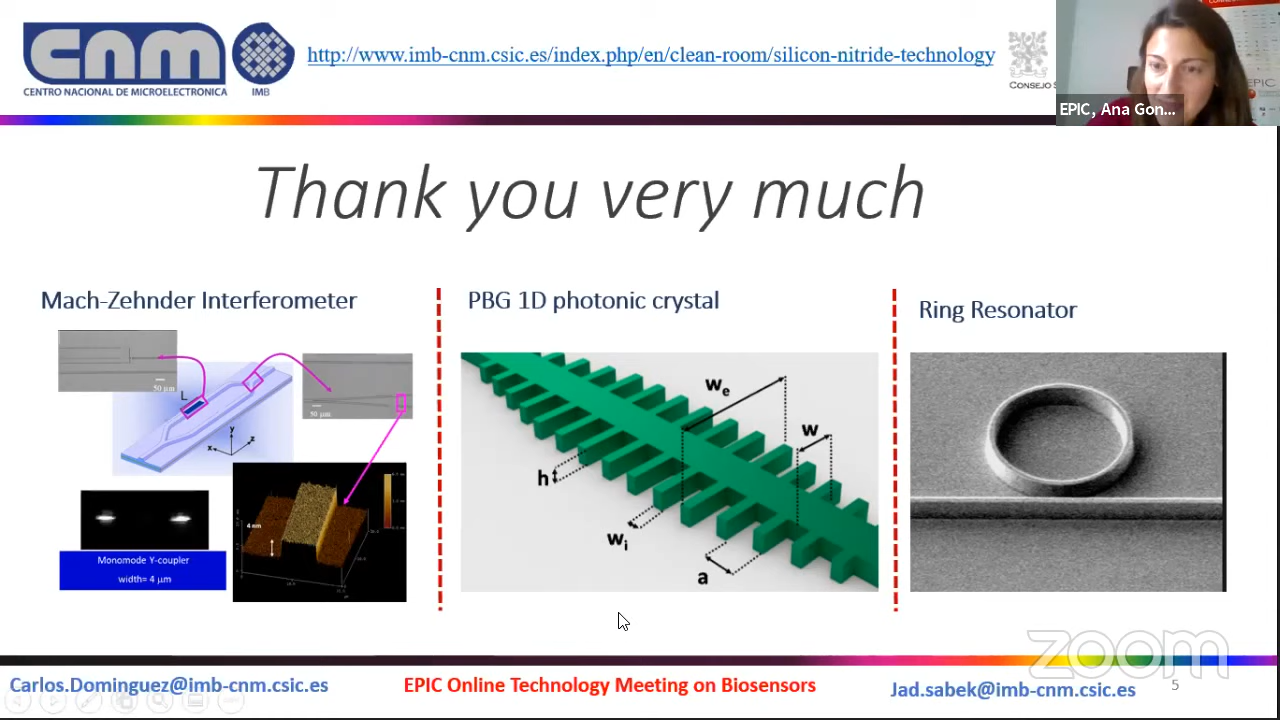 cnm
CENTRO NACIONAL DE MICROELECTRONICA
IMB
http://www.imb-cnm.csic.es/index.php/en/clean-room/silicon-nitride-technology
CONSEJO
EPIC
EPIC, Ana Gon...
Thank you very much
Mach-Zehnder Interferometer
50 µm
L
50 µm
y
x
z
4 nm
Monomode Y-coupler
width= 4 µm
PBG 1D photonic crystal
we
w
h
wi
a
Ring Resonator
zoom
Carlos.Dominguez@imb-cnm.csic.es
EPIC Online Technology Meeting on Biosensors
Jad.sabek@imb-cnm.csic.es
5